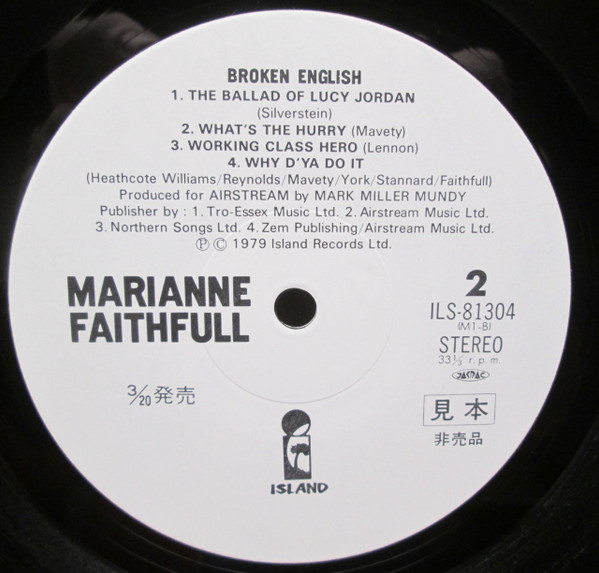 BROKEN ENGLISH
1. THE BALLAD OF LUCY JORDAN
(Silverstein)
2. WHAT'S THE HURRY (Mavety)
3. WORKING CLASS HERO (Lennon)
4. WHY D'YA DO IT
(Heathcote Williams/Reynolds/Mavety/York/Stannard/Faithfull)
Produced for AIRSTREAM by MARK MILLER MUNDY
Publisher by : 1. Tro-Essex Music Ltd. 2. Airstream Music Ltd.
3. Northern Songs Ltd. 4. Zem Publishing/Airstream Music Ltd.
Ⓟ © 1979 Island Records Ltd.
MARIANNE
FAITHFULL
2
ILS-81304
(M1-B)
STEREO
33⅓ r.p.m.
JASRAC
3/20発売
見本
非売品
ISLAND